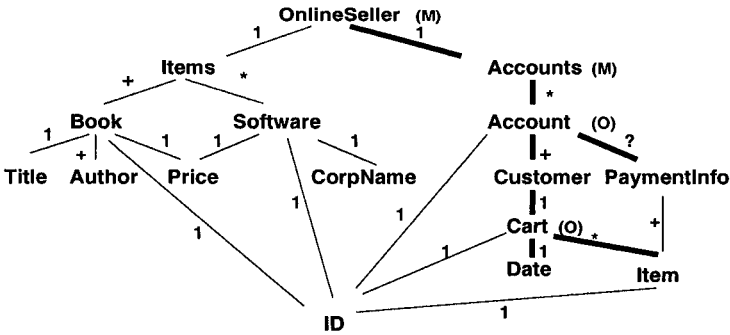 OnlineSeller (M)
1 1
Items * Accounts (M)
+ *
Book Software Account (O)
1 + 1 1 1 + ?
Title Author Price CorpName Customer PaymentInfo
1 1 1 1 +
Cart (O) *
1 1
Date Item
ID 1